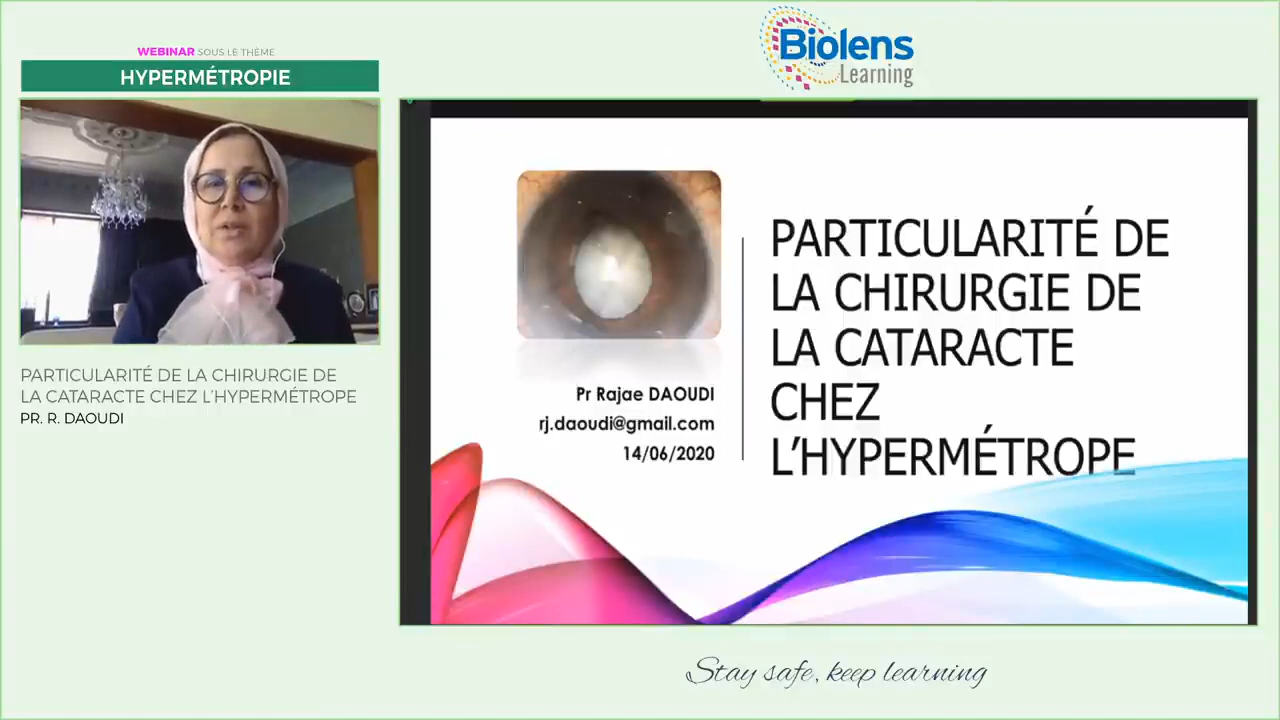 Biolens
Learning
WEBINAR SOUS LE THÈME
HYPERMÉTROPIE
PARTICULARITÉ DE LA CHIRURGIE DE
LA CATARACTE CHEZ L'HYPERMÉTROPE
PR. R. DAOUDI
Pr Rajae DAOUDI
rj.daoudi@gmail.com
14/06/2020
PARTICULARITÉ DE
LA CHIRURGIE DE
LA CATARACTE
CHEZ
L'HYPERMÉTROPE
Stay safe, keep learning